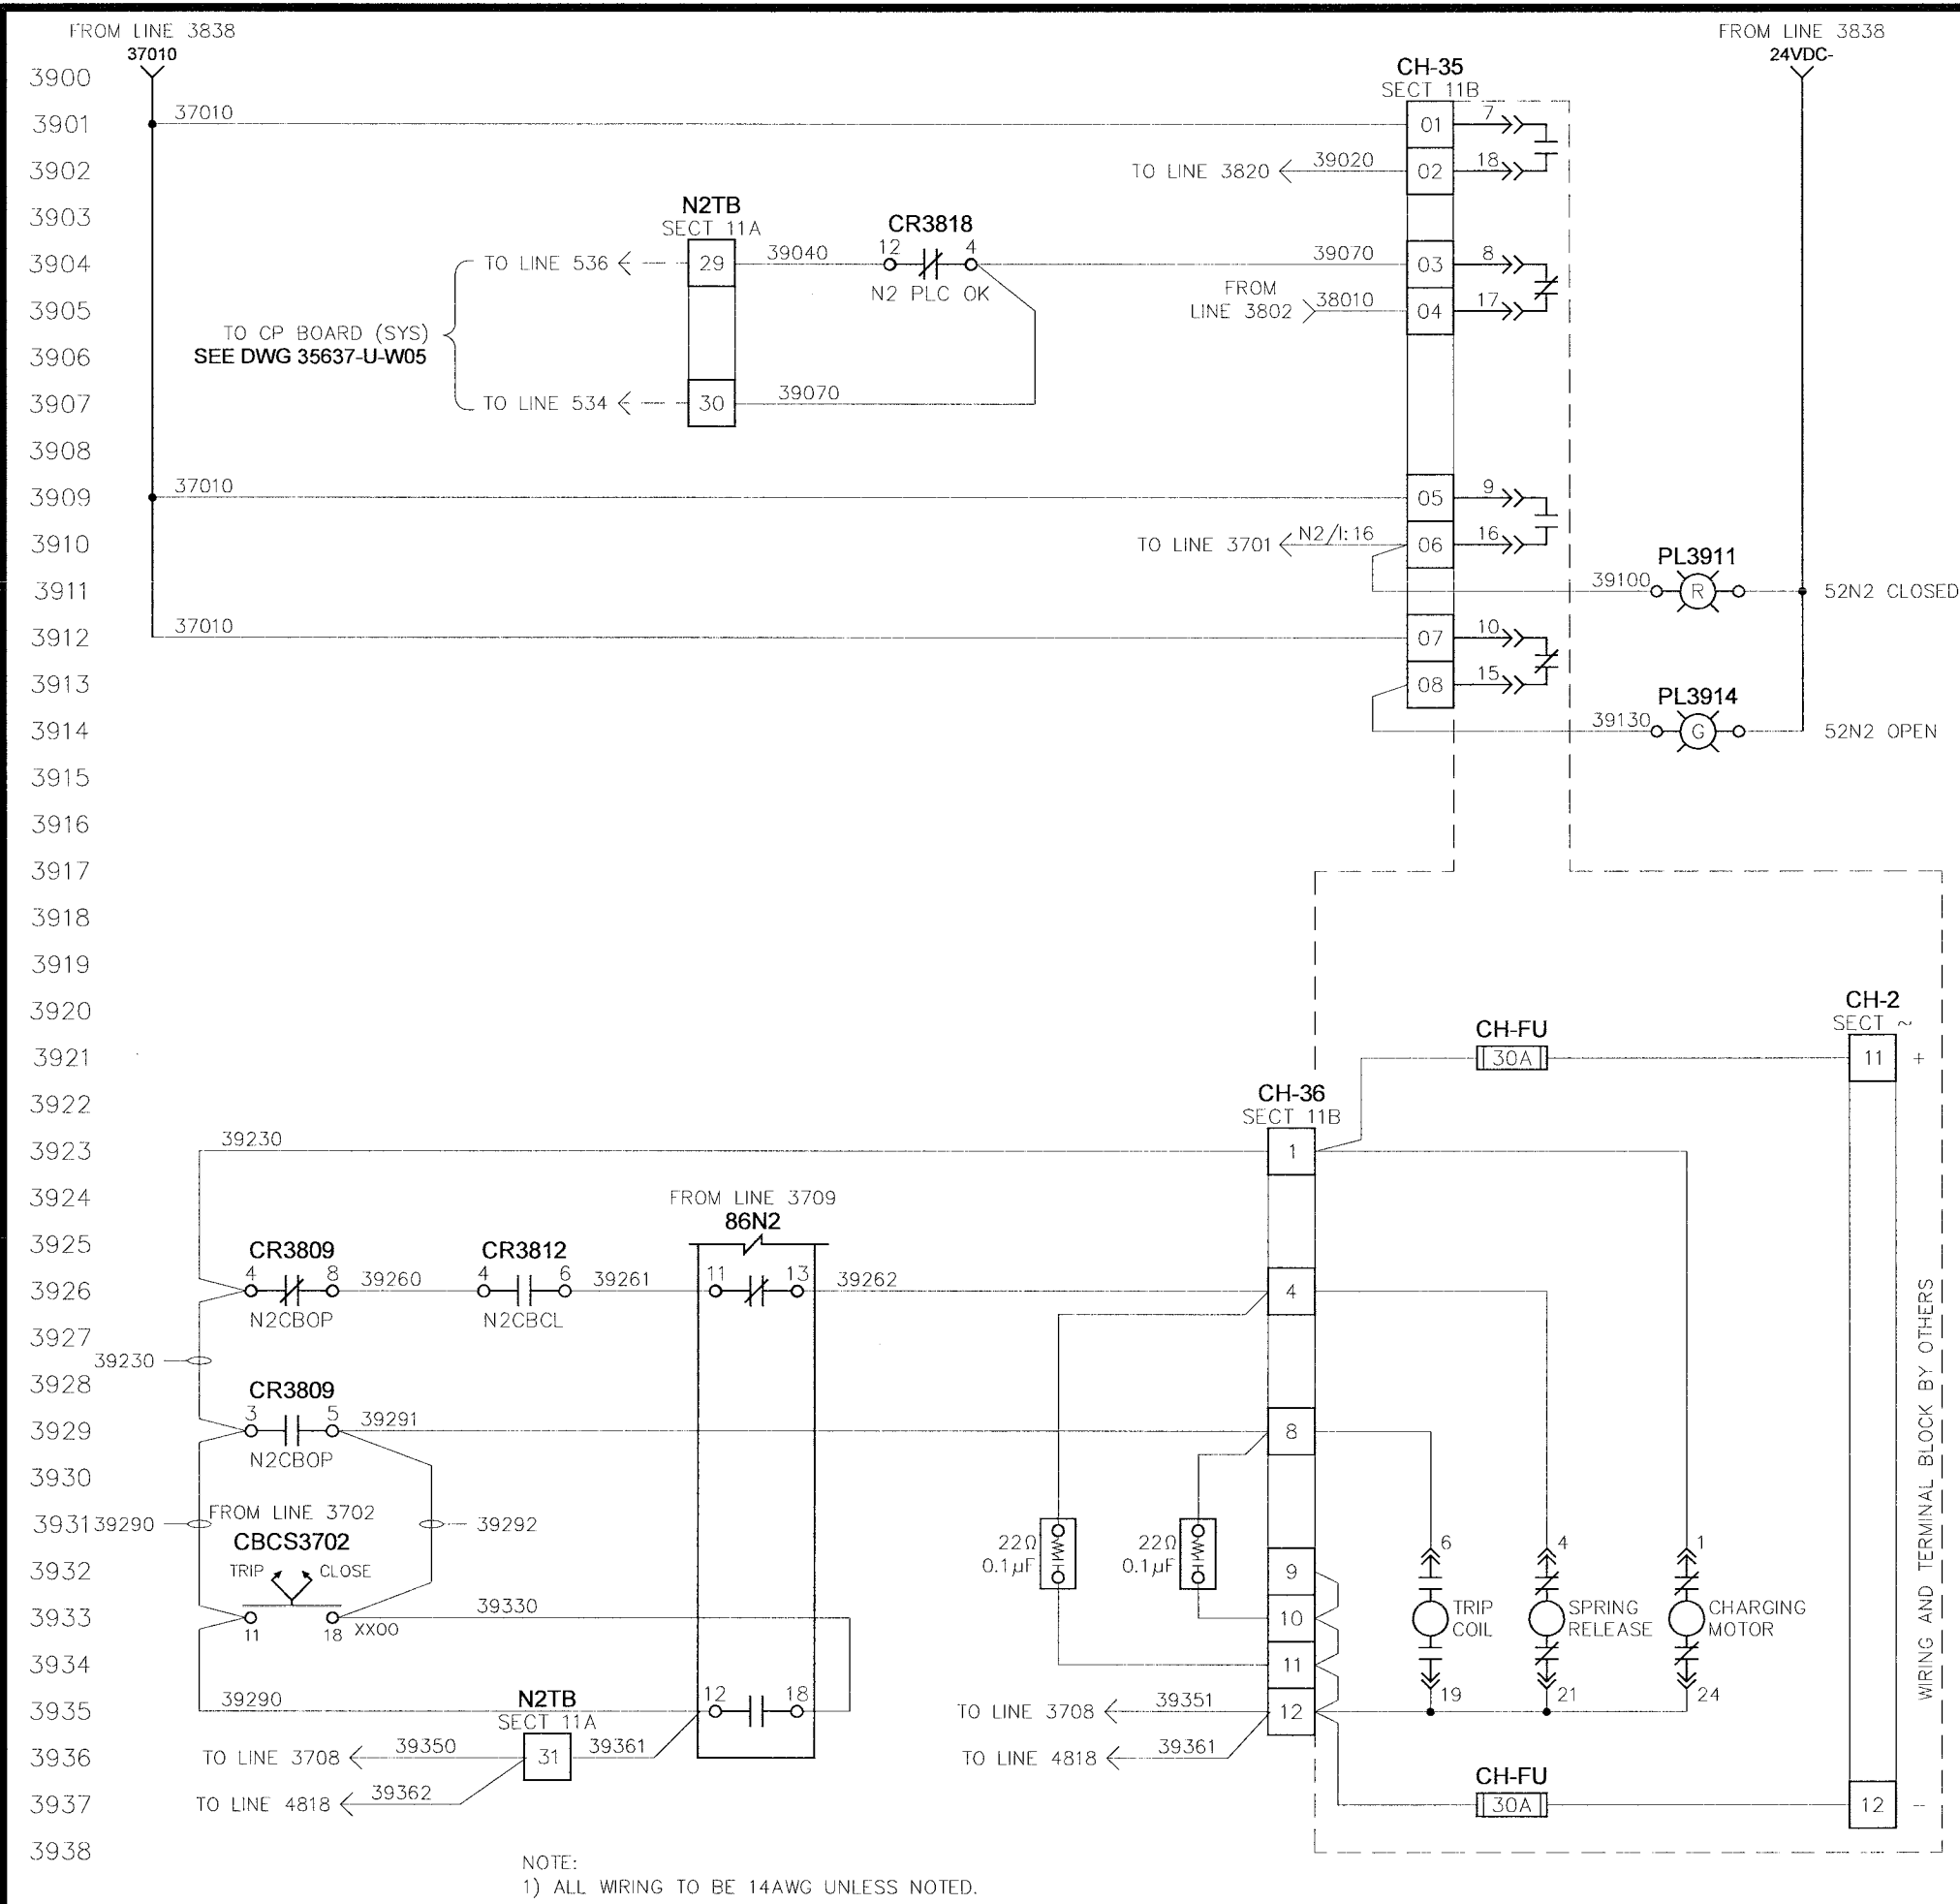 FROM LINE 3838
37010
FROM LINE 3838
24VDC-
3900
CH-35
SECT 11B
3901
37010
01
7
3902
TO LINE 3820
39020
02
18
3903
N2TB
SECT 11A
CR3818
3904
TO LINE 536
29
39040
12
4
39070
03
8
N2 PLC OK
3905
FROM
LINE 3802
38010
04
17
TO CP BOARD (SYS)
SEE DWG 35637-U-W05
3906
3907
TO LINE 534
30
39070
3908
3909
37010
05
9
3910
TO LINE 3701
N2/I:16
06
16
PL3911
3911
39100
R
52N2 CLOSED
3912
37010
07
10
3913
08
15
PL3914
3914
39130
G
52N2 OPEN
3915
3916
3917
3918
3919
3920
CH-2
SECT ~
CH-FU
3921
30A
11
+
3922
CH-36
SECT 11B
3923
39230
1
3924
FROM LINE 3709
86N2
3925
CR3809
CR3812
3926
4
8
39260
4
6
39261
11
13
39262
4
N2CBOP
N2CBCL
3927
39230
3928
CR3809
3929
3
5
39291
8
N2CBOP
3930
3931
39290
FROM LINE 3702
CBCS3702
39292
22Ω
0.1µF
22Ω
0.1µF
6
4
1
3932
TRIP
CLOSE
9
3933
11
18
XX00
39330
10
TRIP
COIL
SPRING
RELEASE
CHARGING
MOTOR
3934
11
WIRING AND TERMINAL BLOCK BY OTHERS
3935
39290
N2TB
SECT 11A
12
18
TO LINE 3708
39351
12
19
21
24
3936
TO LINE 3708
39350
31
39361
TO LINE 4818
39361
CH-FU
3937
TO LINE 4818
39362
30A
12
-
3938
NOTE:
1) ALL WIRING TO BE 14AWG UNLESS NOTED.